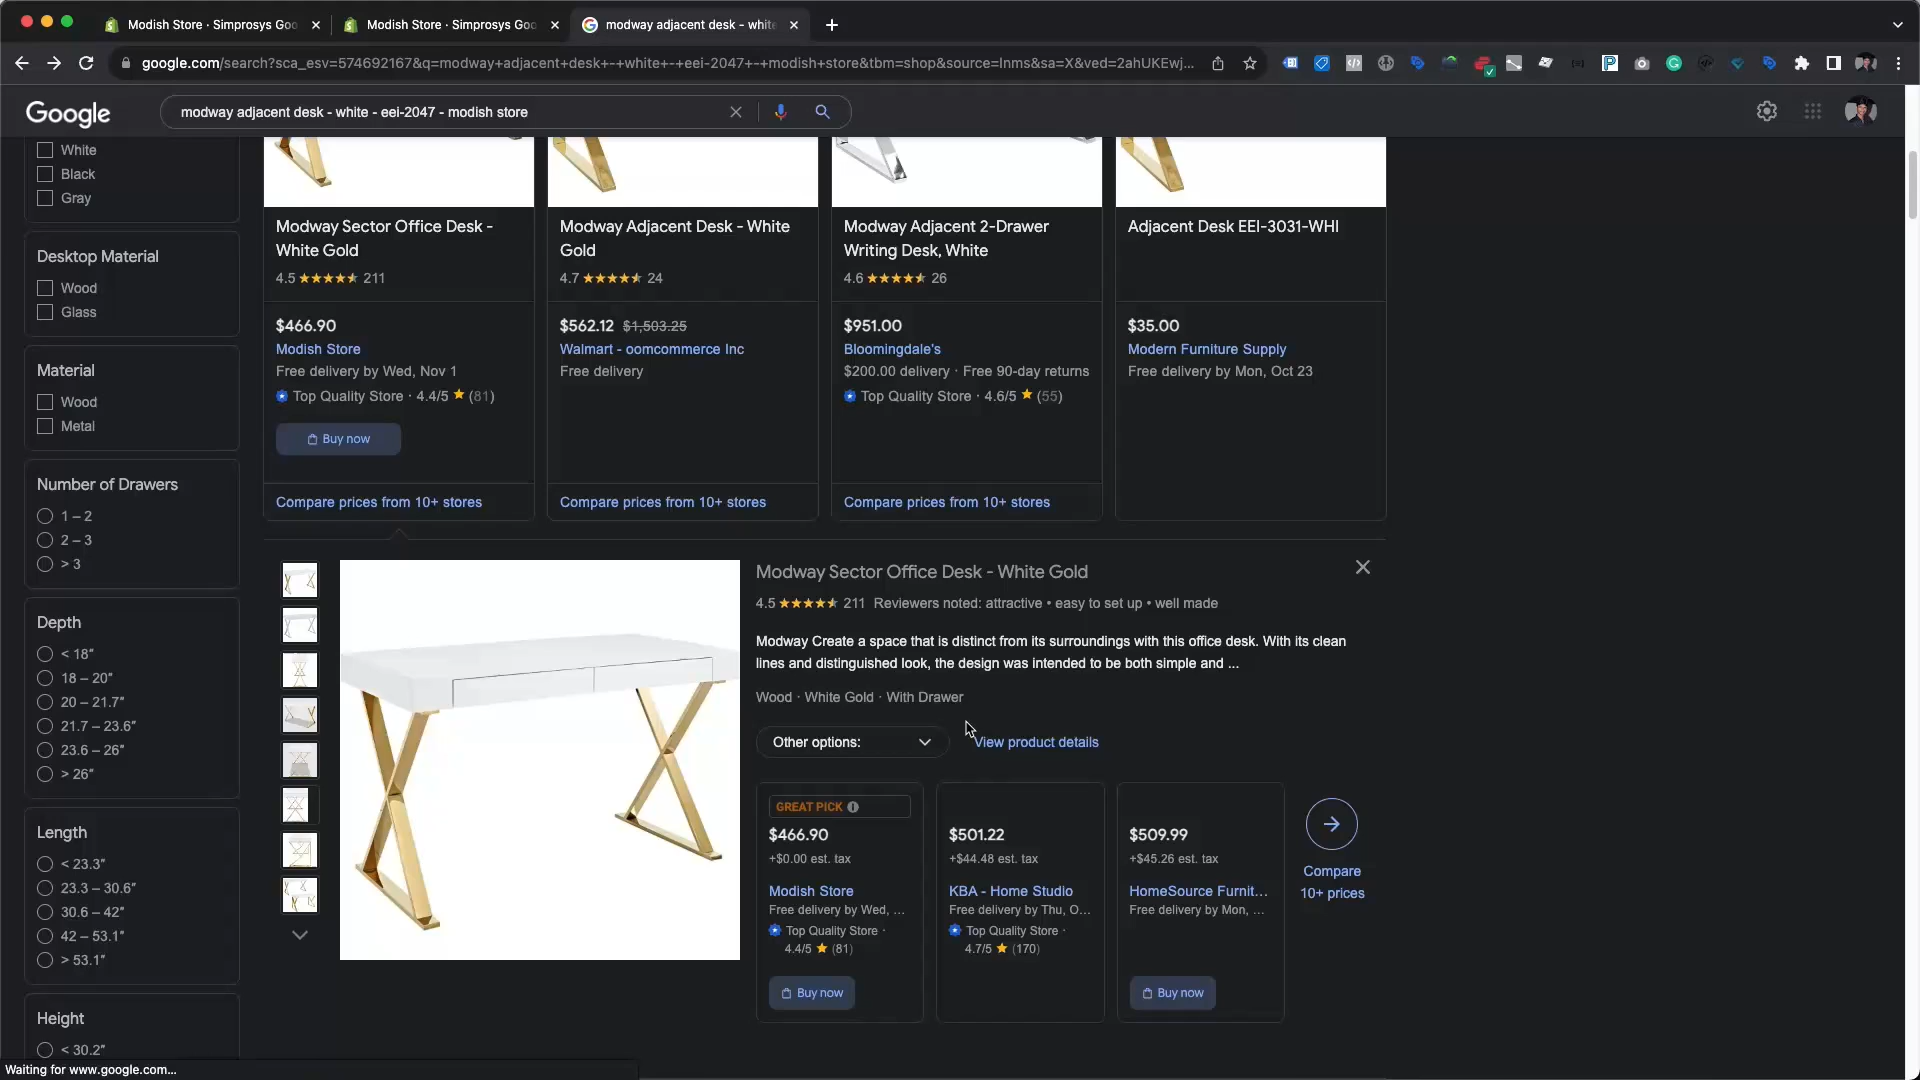 Modish Store · Simprosys Goo
Modish Store · Simprosys Goo
modway adjacent desk - white
google.com/search?sca_esv=574692167&q=modway+adjacent+desk+-+white+-+eei-2047+-+modish+store&tbm=shop&source=lnms&sa=X&ved=2ahUKEwj...
Google
modway adjacent desk - white - eei-2047 - modish store
White
Black
Gray
Desktop Material
Wood
Glass
Material
Wood
Metal
Number of Drawers
1 – 2
2 – 3
> 3
Depth
< 18″
18 – 20″
20 – 21.7″
21.7 – 23.6″
23.6 – 26″
> 26″
Length
< 23.3″
23.3 – 30.6″
30.6 – 42″
42 – 53.1″
> 53.1″
Height
< 30.2″
Modway Sector Office Desk -
White Gold
4.5 211
$466.90
Modish Store
Free delivery by Wed, Nov 1
Top Quality Store · 4.4/5 (81)
Buy now
Compare prices from 10+ stores
Modway Adjacent Desk - White
Gold
4.7 24
$562.12 $1,503.25
Walmart - oomcommerce Inc
Free delivery
Compare prices from 10+ stores
Modway Adjacent 2-Drawer
Writing Desk, White
4.6 26
$951.00
Bloomingdale's
$200.00 delivery · Free 90-day returns
Top Quality Store · 4.6/5 (55)
Compare prices from 10+ stores
Adjacent Desk EEI-3031-WHI
$35.00
Modern Furniture Supply
Free delivery by Mon, Oct 23
Modway Sector Office Desk - White Gold
4.5 211 Reviewers noted: attractive • easy to set up • well made
Modway Create a space that is distinct from its surroundings with this office desk. With its clean
lines and distinguished look, the design was intended to be both simple and ...
Wood · White Gold · With Drawer
Other options:
View product details
GREAT PICK
$466.90
+$0.00 est. tax
Modish Store
Free delivery by Wed, ...
Top Quality Store ·
4.4/5 (81)
Buy now
$501.22
+$44.48 est. tax
KBA - Home Studio
Free delivery by Thu, O...
Top Quality Store ·
4.7/5 (170)
$509.99
+$45.26 est. tax
HomeSource Furnit...
Free delivery by Mon, ...
Buy now
Compare
10+ prices
Waiting for www.google.com...